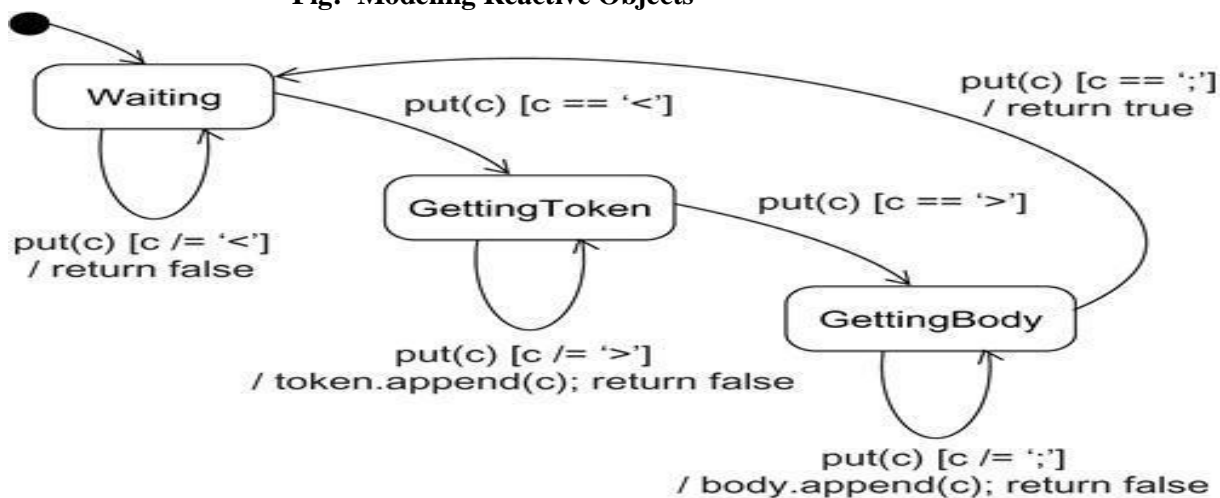 Fig: Modeling Reactive Objects
Waiting
put(c) [c == '<']
put(c) [c == ';']
/ return true
put(c) [c /= '<']
/ return false
GettingToken
put(c) [c == '>']
put(c) [c /= '>']
/ token.append(c); return false
GettingBody
put(c) [c /= ';']
/ body.append(c); return false